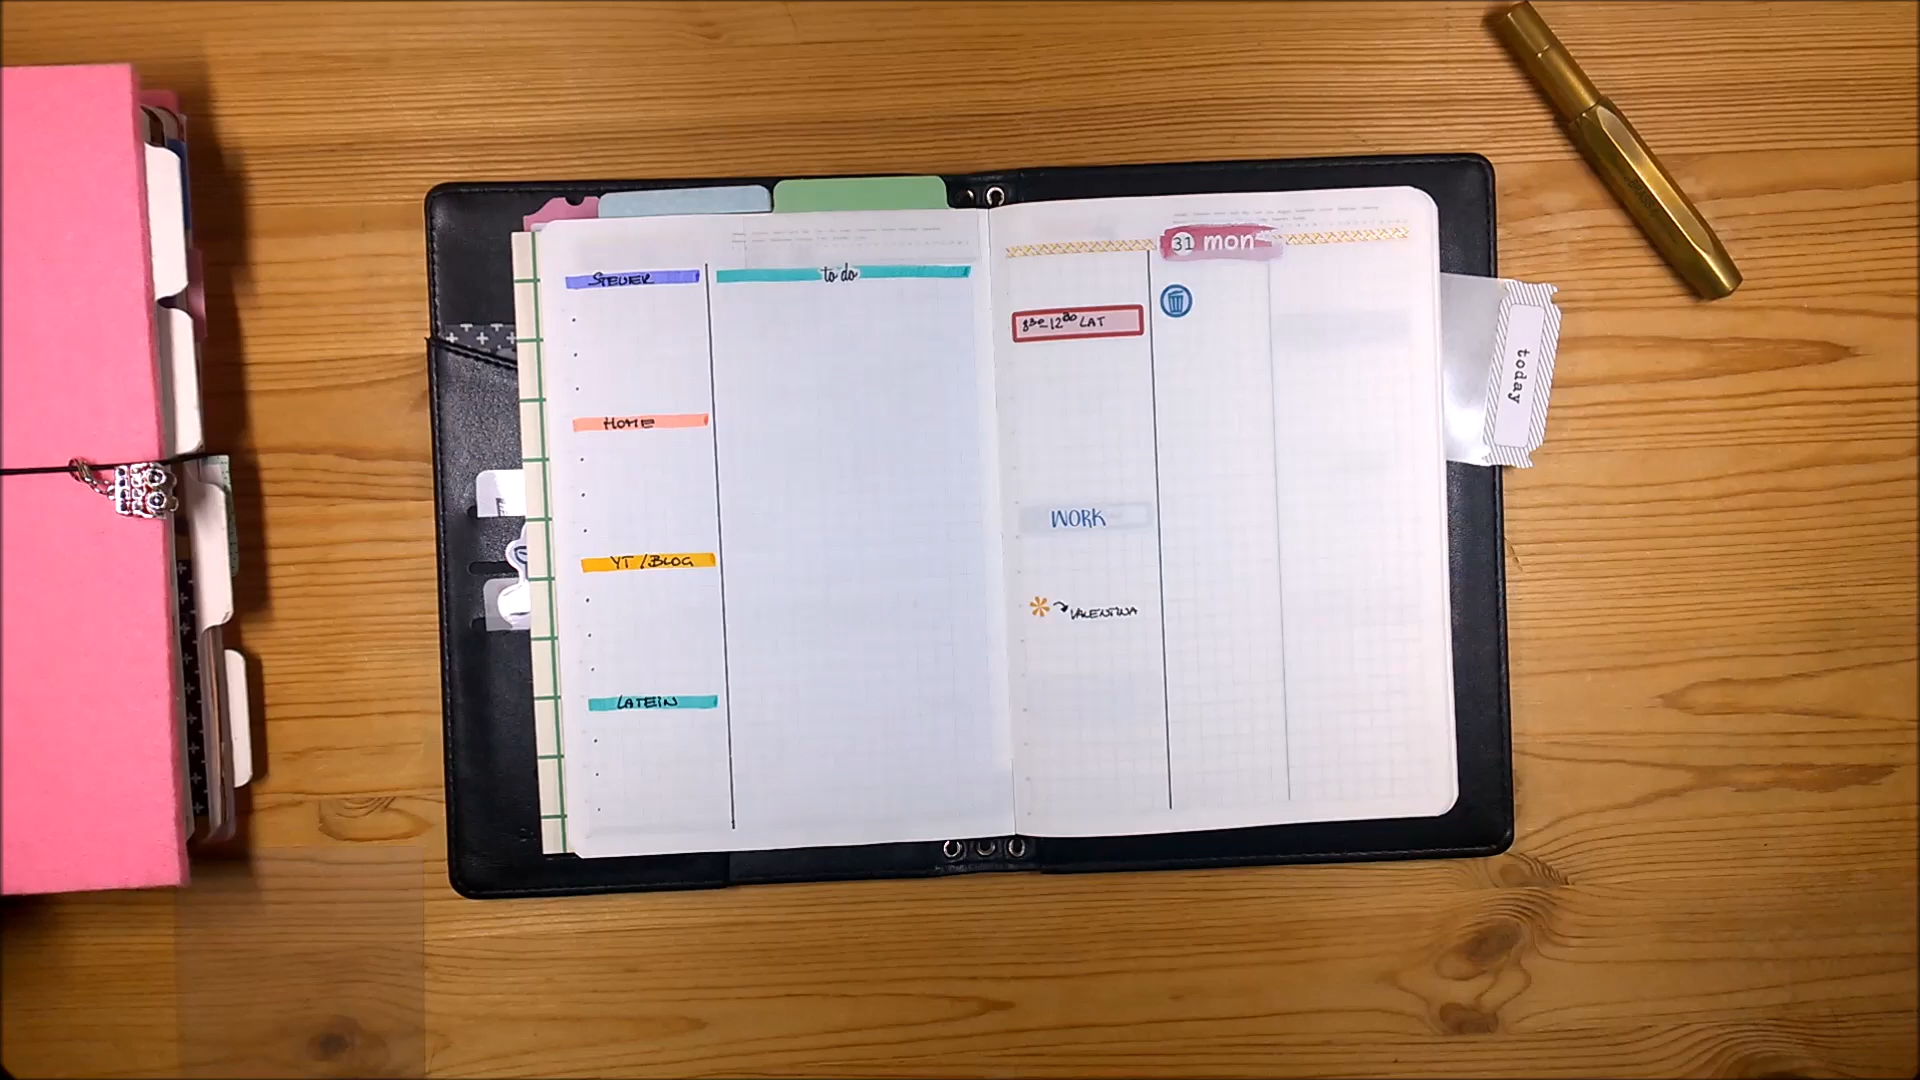 STEUER
to do
HOME
YT/BLOG
LATEIN
31 mon
8³⁰-12³⁰ LAT
WORK
VALENTINA
today